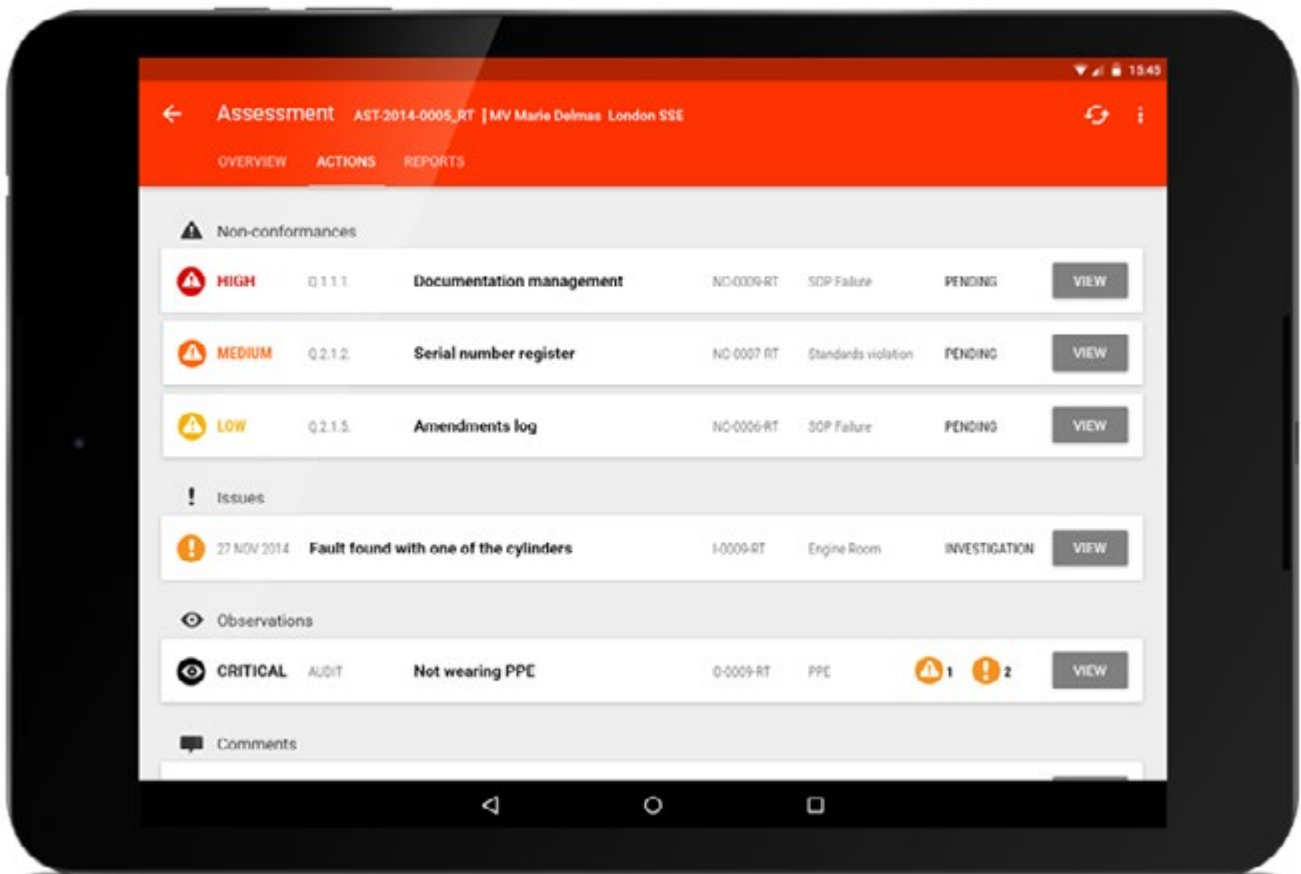 15:45
Assessment AST-2014-0005_RT | MV Marie Delmas London SSE
OVERVIEW ACTIONS REPORTS
Non-conformances
HIGH Q.1.1.1. Documentation management NC-0009-RT SOP Failure PENDING VIEW
MEDIUM Q.2.1.2. Serial number register NC-0007-RT Standards violation PENDING VIEW
LOW Q.2.1.5. Amendments log NC-0006-RT SOP Failure PENDING VIEW
Issues
27 NOV 2014 Fault found with one of the cylinders I-0009-RT Engine Room INVESTIGATION VIEW
Observations
CRITICAL AUDIT Not wearing PPE O-0009-RT PPE 1 2 VIEW
Comments